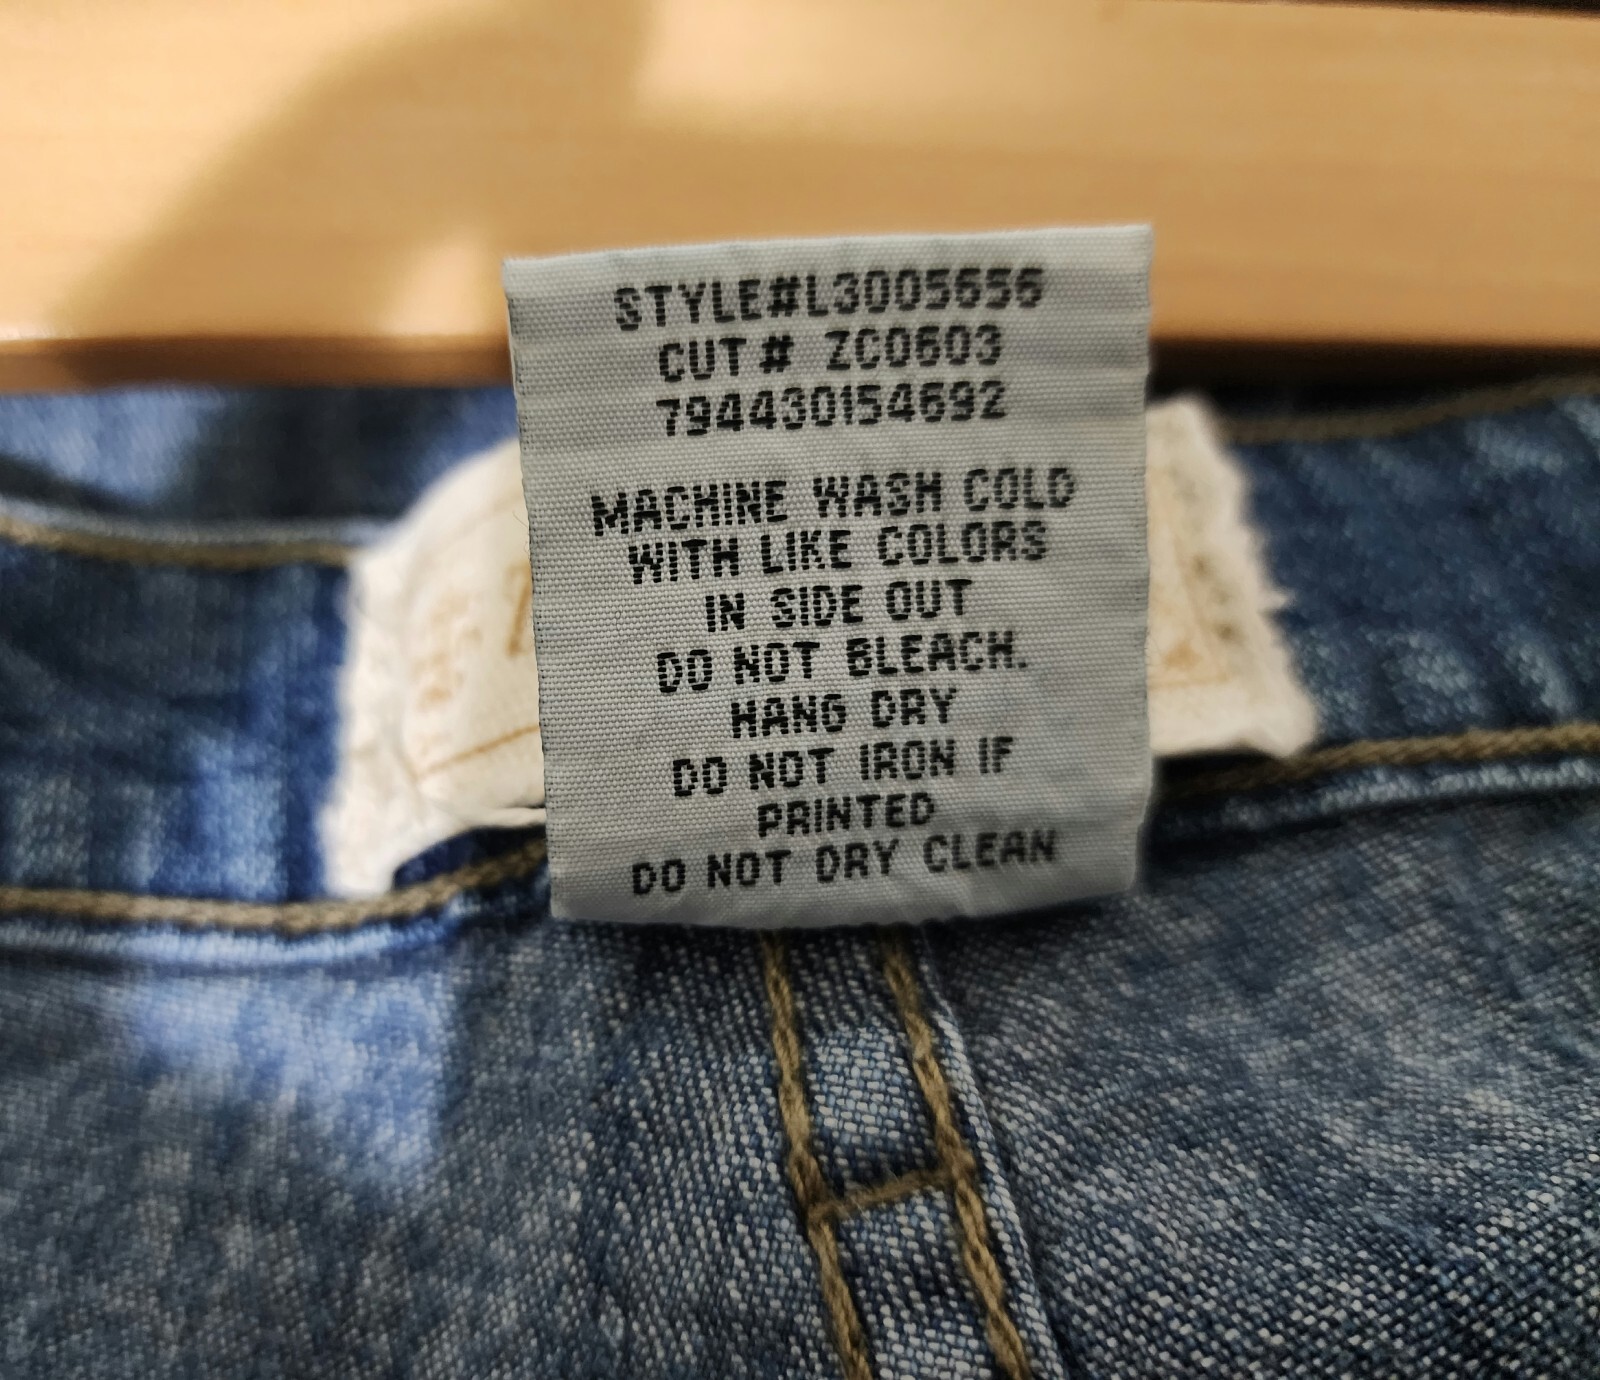 STYLE#L3005656
CUT# ZC0603
794430154692
MACHINE WASH COLD
WITH LIKE COLORS
IN SIDE OUT
DO NOT BLEACH.
HANG DRY
DO NOT IRON IF
PRINTED
DO NOT DRY CLEAN